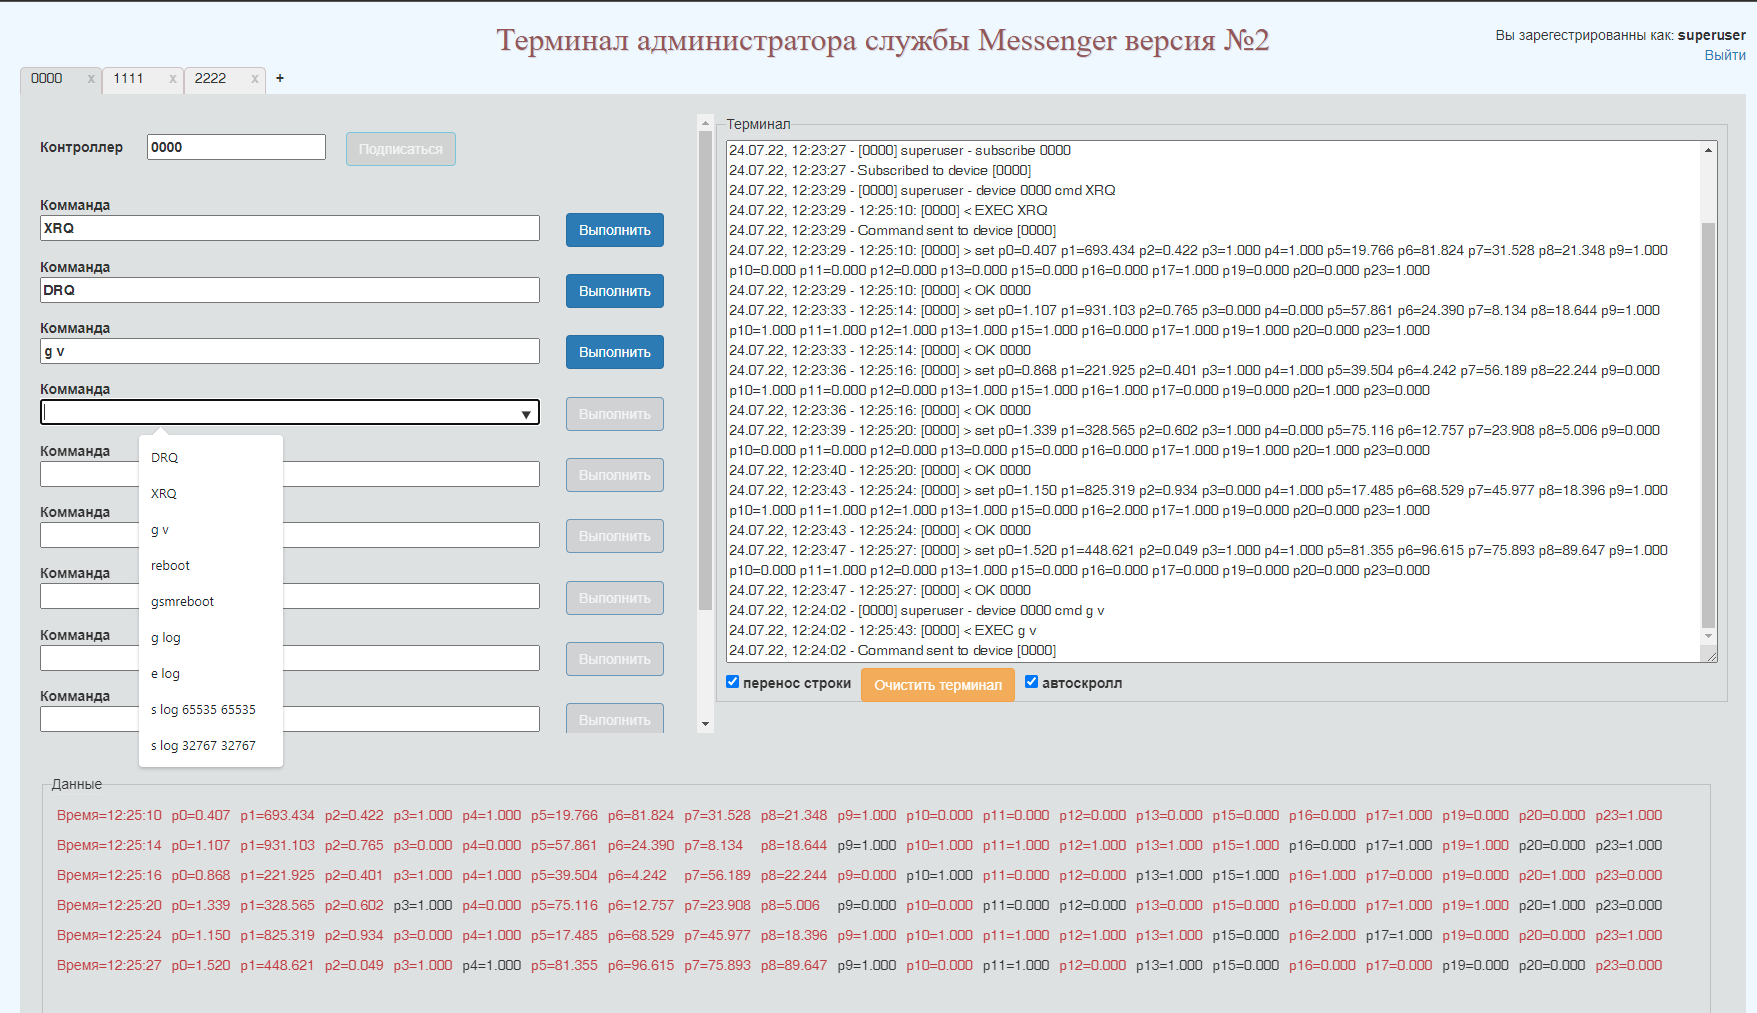 Терминал администратора службы Messenger версия №2
Вы зарегестрированны как: superuser
Выйти
0000 x 1111 x 2222 x +
Контроллер 0000 Подписаться
Комманда
XRQ Выполнить
Комманда
DRQ Выполнить
Комманда
g v Выполнить
Комманда
Выполнить
Комманда
Выполнить
Комманда
Выполнить
Комманда
Выполнить
Комманда
Выполнить
Комманда
Выполнить
DRQ
XRQ
g v
reboot
gsmreboot
g log
e log
s log 65535 65535
s log 32767 32767
Терминал
24.07.22, 12:23:27 - [0000] superuser - subscribe 0000
24.07.22, 12:23:27 - Subscribed to device [0000]
24.07.22, 12:23:29 - [0000] superuser - device 0000 cmd XRQ
24.07.22, 12:23:29 - 12:25:10: [0000] < EXEC XRQ
24.07.22, 12:23:29 - Command sent to device [0000]
24.07.22, 12:23:29 - 12:25:10: [0000] > set p0=0.407 p1=693.434 p2=0.422 p3=1.000 p4=1.000 p5=19.766 p6=81.824 p7=31.528 p8=21.348 p9=1.000
p10=0.000 p11=0.000 p12=0.000 p13=0.000 p15=0.000 p16=0.000 p17=1.000 p19=0.000 p20=0.000 p23=1.000
24.07.22, 12:23:29 - 12:25:10: [0000] < OK 0000
24.07.22, 12:23:33 - 12:25:14: [0000] > set p0=1.107 p1=931.103 p2=0.765 p3=0.000 p4=0.000 p5=57.861 p6=24.390 p7=8.134 p8=18.644 p9=1.000
p10=1.000 p11=1.000 p12=1.000 p13=1.000 p15=1.000 p16=0.000 p17=1.000 p19=1.000 p20=0.000 p23=1.000
24.07.22, 12:23:33 - 12:25:14: [0000] < OK 0000
24.07.22, 12:23:36 - 12:25:16: [0000] > set p0=0.868 p1=221.925 p2=0.401 p3=1.000 p4=1.000 p5=39.504 p6=4.242 p7=56.189 p8=22.244 p9=0.000
p10=1.000 p11=0.000 p12=0.000 p13=1.000 p15=1.000 p16=1.000 p17=0.000 p19=0.000 p20=1.000 p23=0.000
24.07.22, 12:23:36 - 12:25:16: [0000] < OK 0000
24.07.22, 12:23:39 - 12:25:20: [0000] > set p0=1.339 p1=328.565 p2=0.602 p3=1.000 p4=0.000 p5=75.116 p6=12.757 p7=23.908 p8=5.006 p9=0.000
p10=0.000 p11=0.000 p12=0.000 p13=0.000 p15=0.000 p16=0.000 p17=1.000 p19=1.000 p20=1.000 p23=0.000
24.07.22, 12:23:40 - 12:25:20: [0000] < OK 0000
24.07.22, 12:23:43 - 12:25:24: [0000] > set p0=1.150 p1=825.319 p2=0.934 p3=0.000 p4=1.000 p5=17.485 p6=68.529 p7=45.977 p8=18.396 p9=1.000
p10=1.000 p11=1.000 p12=1.000 p13=1.000 p15=0.000 p16=2.000 p17=1.000 p19=0.000 p20=0.000 p23=1.000
24.07.22, 12:23:43 - 12:25:24: [0000] < OK 0000
24.07.22, 12:23:47 - 12:25:27: [0000] > set p0=1.520 p1=448.621 p2=0.049 p3=1.000 p4=1.000 p5=81.355 p6=96.615 p7=75.893 p8=89.647 p9=1.000
p10=0.000 p11=1.000 p12=0.000 p13=1.000 p15=0.000 p16=0.000 p17=0.000 p19=0.000 p20=0.000 p23=0.000
24.07.22, 12:23:47 - 12:25:27: [0000] < OK 0000
24.07.22, 12:24:02 - [0000] superuser - device 0000 cmd g v
24.07.22, 12:24:02 - 12:25:43: [0000] < EXEC g v
24.07.22, 12:24:02 - Command sent to device [0000]
перенос строки Очистить терминал автоскролл
Данные
Время=12:25:10 p0=0.407 p1=693.434 p2=0.422 p3=1.000 p4=1.000 p5=19.766 p6=81.824 p7=31.528 p8=21.348 p9=1.000 p10=0.000 p11=0.000 p12=0.000 p13=0.000 p15=0.000 p16=0.000 p17=1.000 p19=0.000 p20=0.000 p23=1.000
Время=12:25:14 p0=1.107 p1=931.103 p2=0.765 p3=0.000 p4=0.000 p5=57.861 p6=24.390 p7=8.134 p8=18.644 p9=1.000 p10=1.000 p11=1.000 p12=1.000 p13=1.000 p15=1.000 p16=0.000 p17=1.000 p19=1.000 p20=0.000 p23=1.000
Время=12:25:16 p0=0.868 p1=221.925 p2=0.401 p3=1.000 p4=1.000 p5=39.504 p6=4.242 p7=56.189 p8=22.244 p9=0.000 p10=1.000 p11=0.000 p12=0.000 p13=1.000 p15=1.000 p16=1.000 p17=0.000 p19=0.000 p20=1.000 p23=0.000
Время=12:25:20 p0=1.339 p1=328.565 p2=0.602 p3=1.000 p4=0.000 p5=75.116 p6=12.757 p7=23.908 p8=5.006 p9=0.000 p10=0.000 p11=0.000 p12=0.000 p13=0.000 p15=0.000 p16=0.000 p17=1.000 p19=1.000 p20=1.000 p23=0.000
Время=12:25:24 p0=1.150 p1=825.319 p2=0.934 p3=0.000 p4=1.000 p5=17.485 p6=68.529 p7=45.977 p8=18.396 p9=1.000 p10=1.000 p11=1.000 p12=1.000 p13=1.000 p15=0.000 p16=2.000 p17=1.000 p19=0.000 p20=0.000 p23=1.000
Время=12:25:27 p0=1.520 p1=448.621 p2=0.049 p3=1.000 p4=1.000 p5=81.355 p6=96.615 p7=75.893 p8=89.647 p9=1.000 p10=0.000 p11=1.000 p12=0.000 p13=1.000 p15=0.000 p16=0.000 p17=0.000 p19=0.000 p20=0.000 p23=0.000